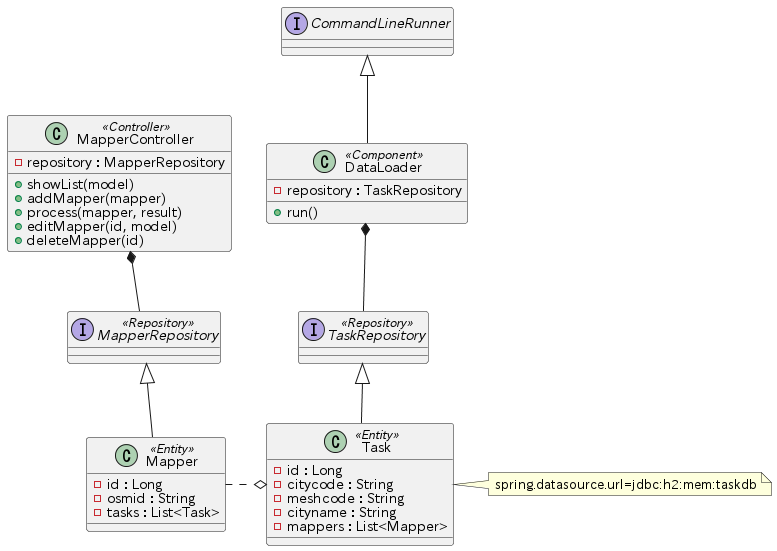 I CommandLineRunner
«Controller»
C MapperController
repository : MapperRepository
showList(model)
addMapper(mapper)
process(mapper, result)
editMapper(id, model)
deleteMapper(id)
«Component»
C DataLoader
repository : TaskRepository
run()
«Repository»
I MapperRepository
«Repository»
I TaskRepository
«Entity»
C Mapper
id : Long
osmid : String
tasks : List<Task>
«Entity»
C Task
id : Long
citycode : String
meshcode : String
cityname : String
mappers : List<Mapper>
spring.datasource.url=jdbc:h2:mem:taskdb